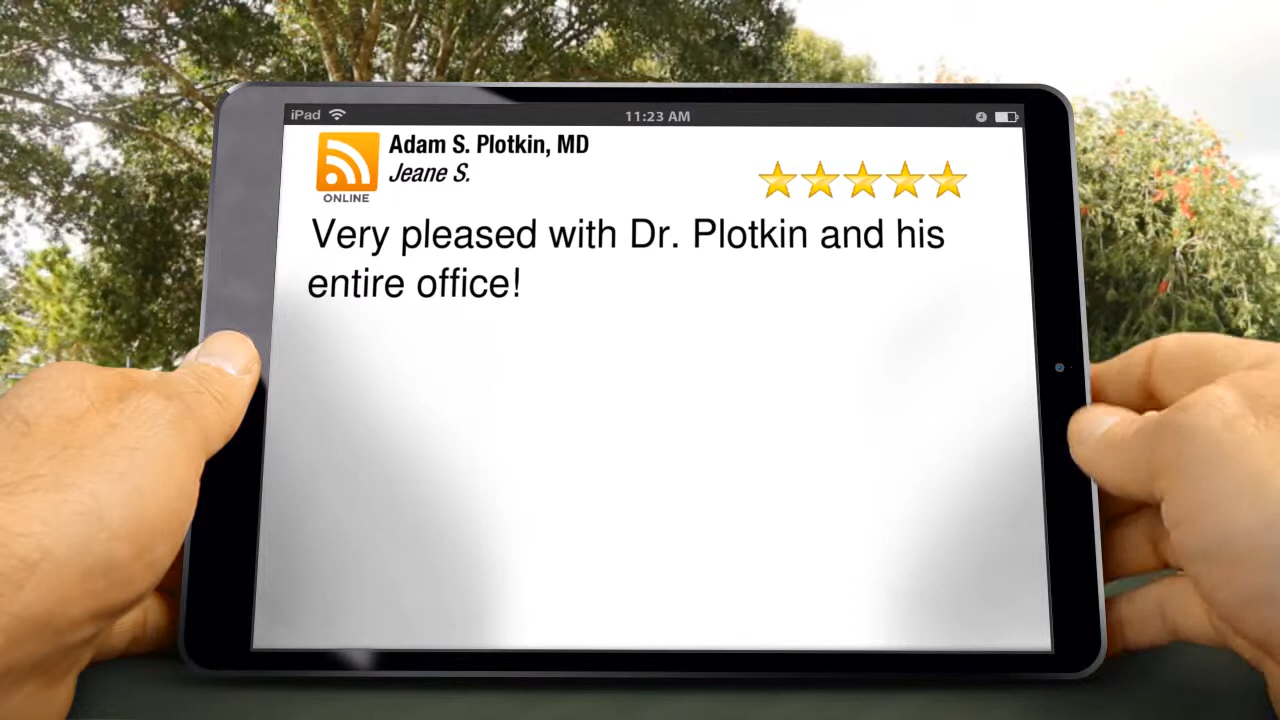 iPad 11:23 AM
Adam S. Plotkin, MD
Jeane S.
ONLINE
Very pleased with Dr. Plotkin and his
entire office!